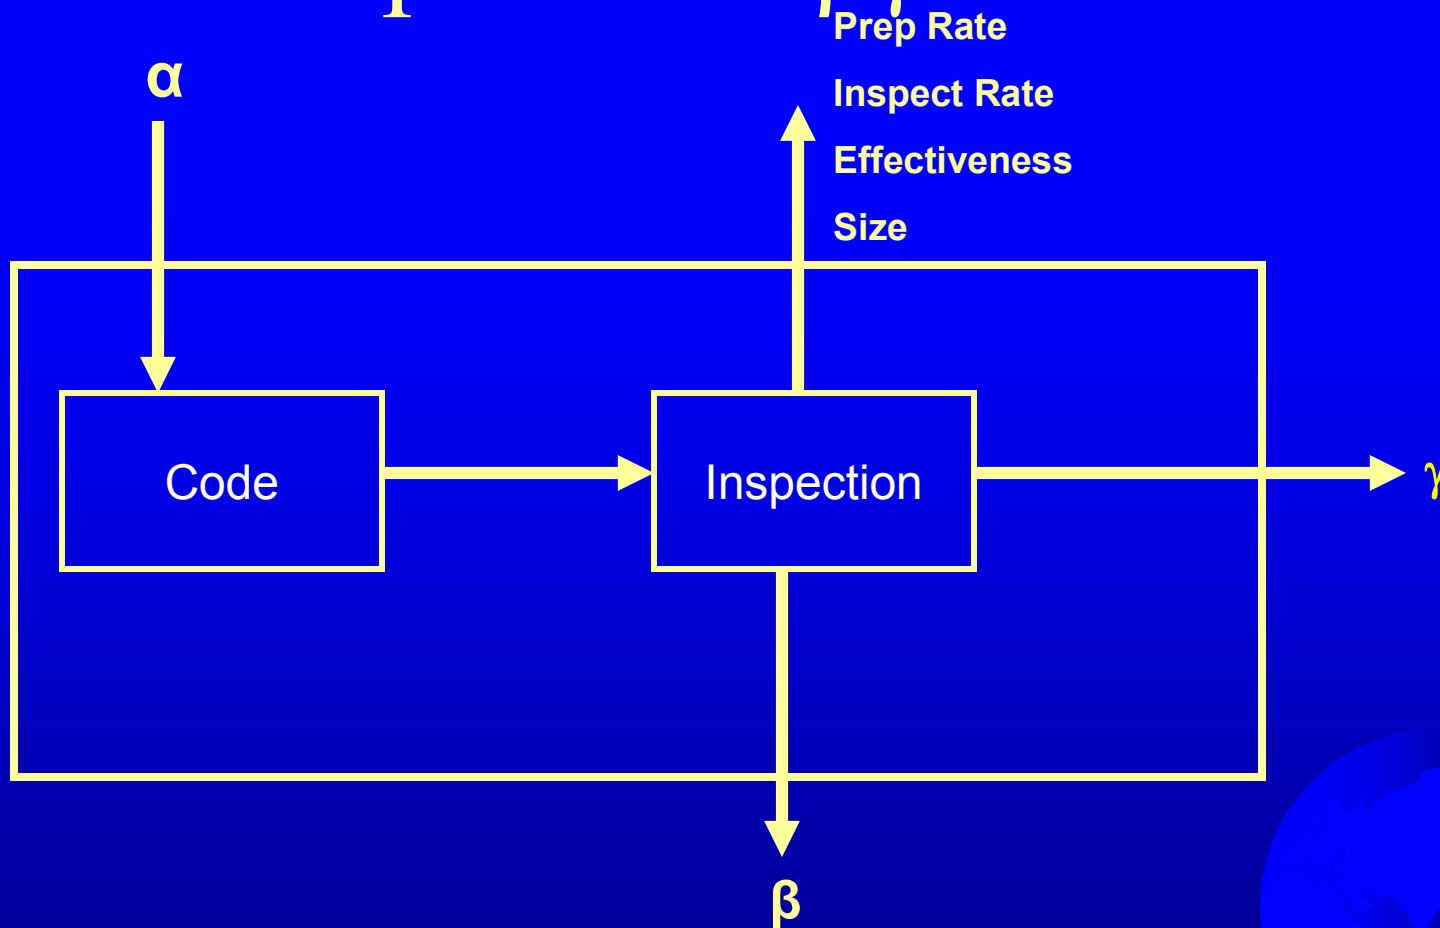 α
Prep Rate
Inspect Rate
Effectiveness
Size
Code
Inspection
γ
β